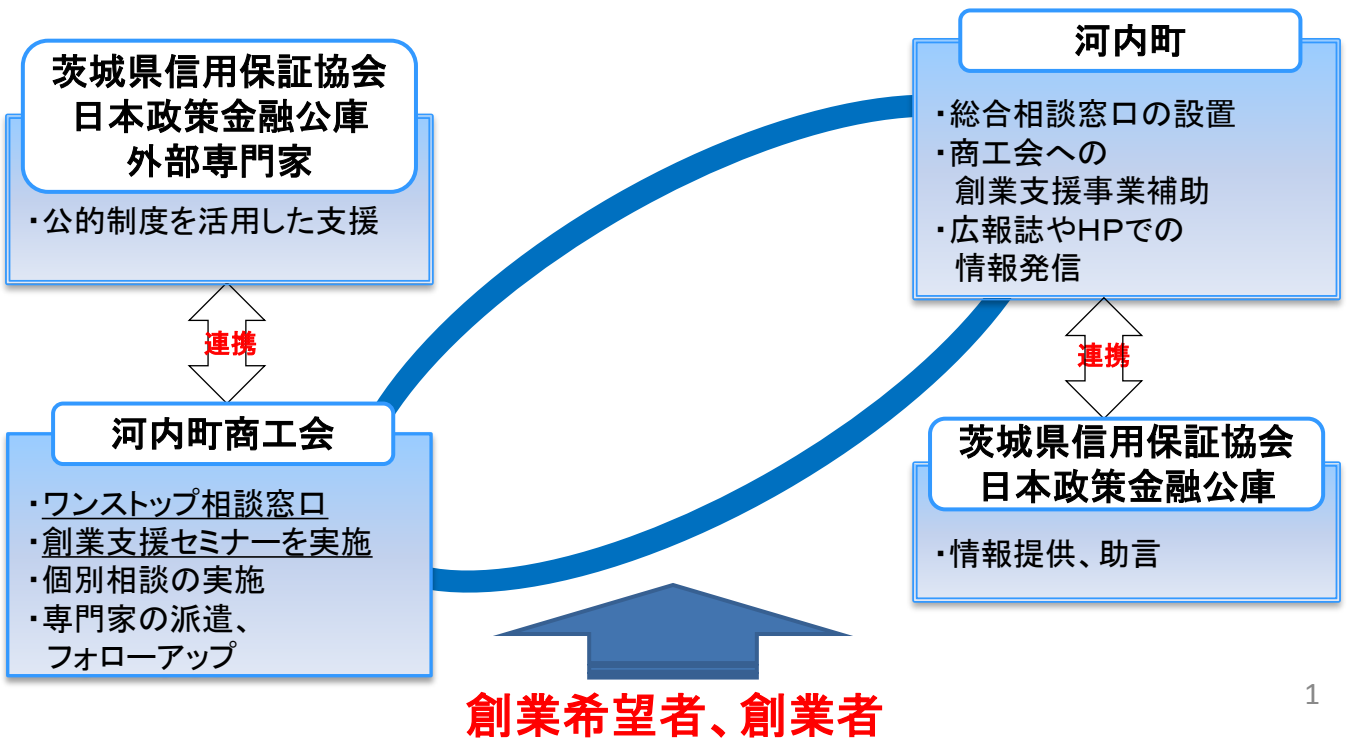 茨城県信用保証協会
日本政策金融公庫
外部専門家
・公的制度を活用した支援
連携
河内町商工会
・ワンストップ相談窓口
・創業支援セミナーを実施
・個別相談の実施
・専門家の派遣、
フォローアップ
河内町
・総合相談窓口の設置
・商工会への
創業支援事業補助
・広報誌やHPでの
情報発信
連携
茨城県信用保証協会
日本政策金融公庫
・情報提供、助言
創業希望者、創業者
1